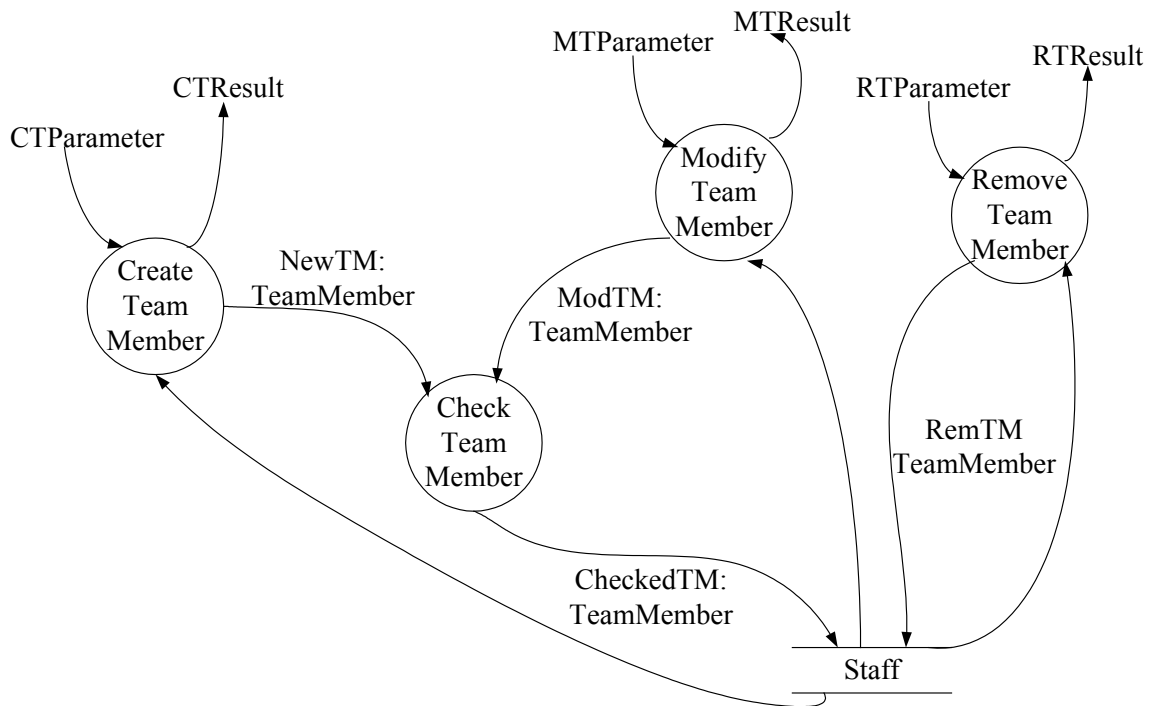 MTResult
MTParameter
RTResult
CTResult
RTParameter
CTParameter
Modify
Team
Member
Remove
Team
Member
NewTM:
TeamMember
Create
Team
Member
ModTM:
TeamMember
Check
Team
Member
RemTM
TeamMember
CheckedTM:
TeamMember
Staff